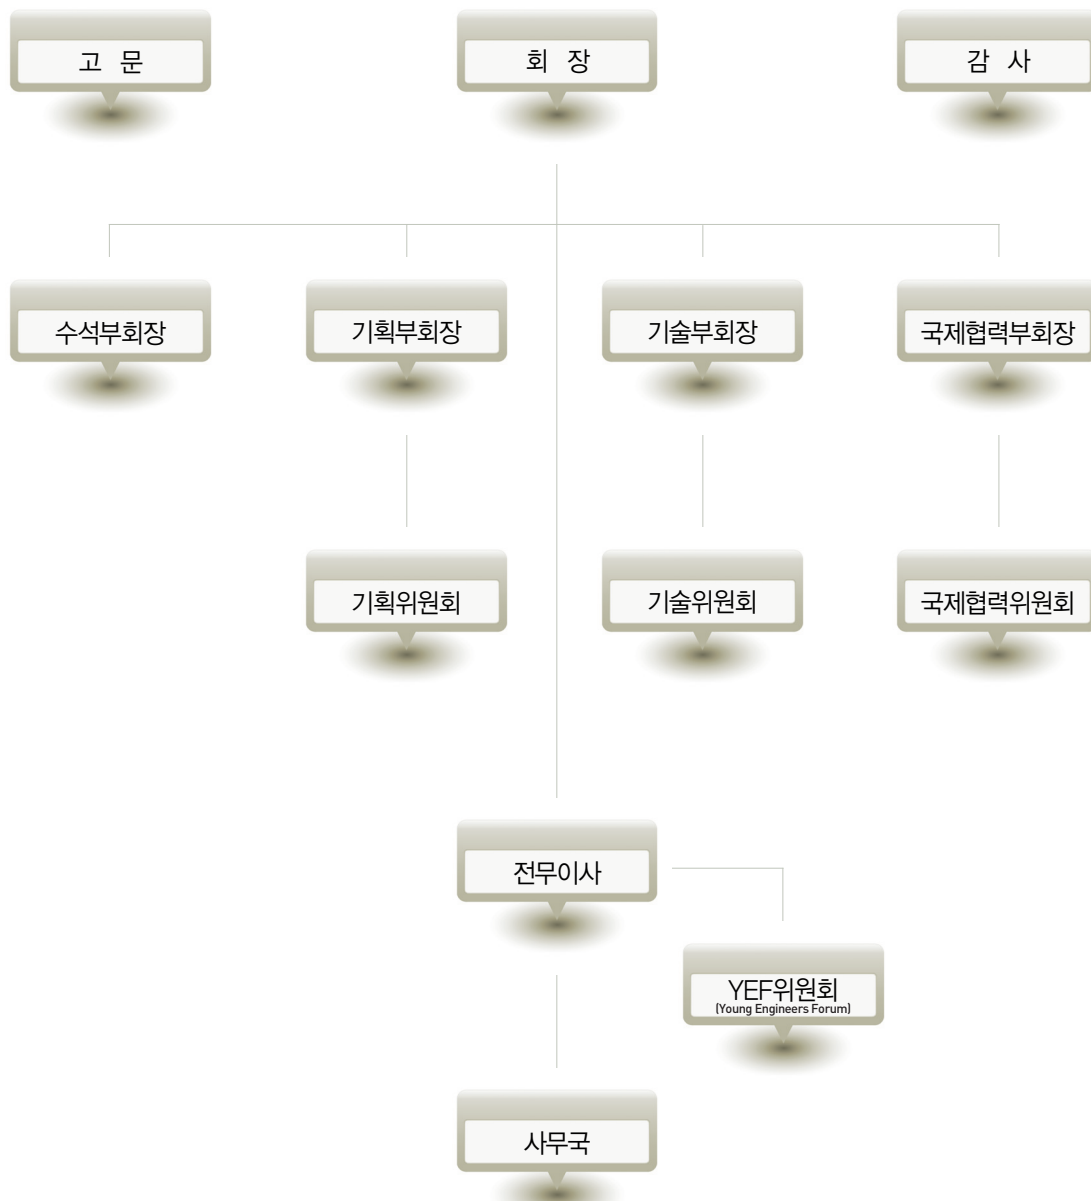 고 문
회 장
감 사
수석부회장
기획부회장
기술부회장
국제협력부회장
기획위원회
기술위원회
국제협력위원회
전무이사
YEF위원회
(Young Engineers Forum)
사무국